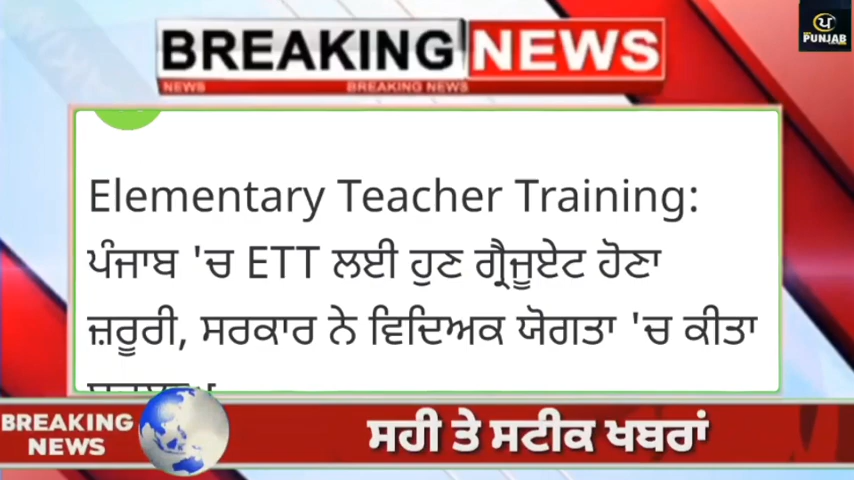 ਪੰ
PUNJAB
BREAKING NEWS
NEWS BREAKING NEWS
Elementary Teacher Training:
ਪੰਜਾਬ 'ਚ ETT ਲਈ ਹੁਣ ਗ੍ਰੈਜੂਏਟ ਹੋਣਾ
ਜ਼ਰੂਰੀ, ਸਰਕਾਰ ਨੇ ਵਿਦਿਅਕ ਯੋਗਤਾ 'ਚ ਕੀਤਾ
BREAKING
NEWS
ਸਹੀ ਤੇ ਸਟੀਕ ਖਬਰਾਂ